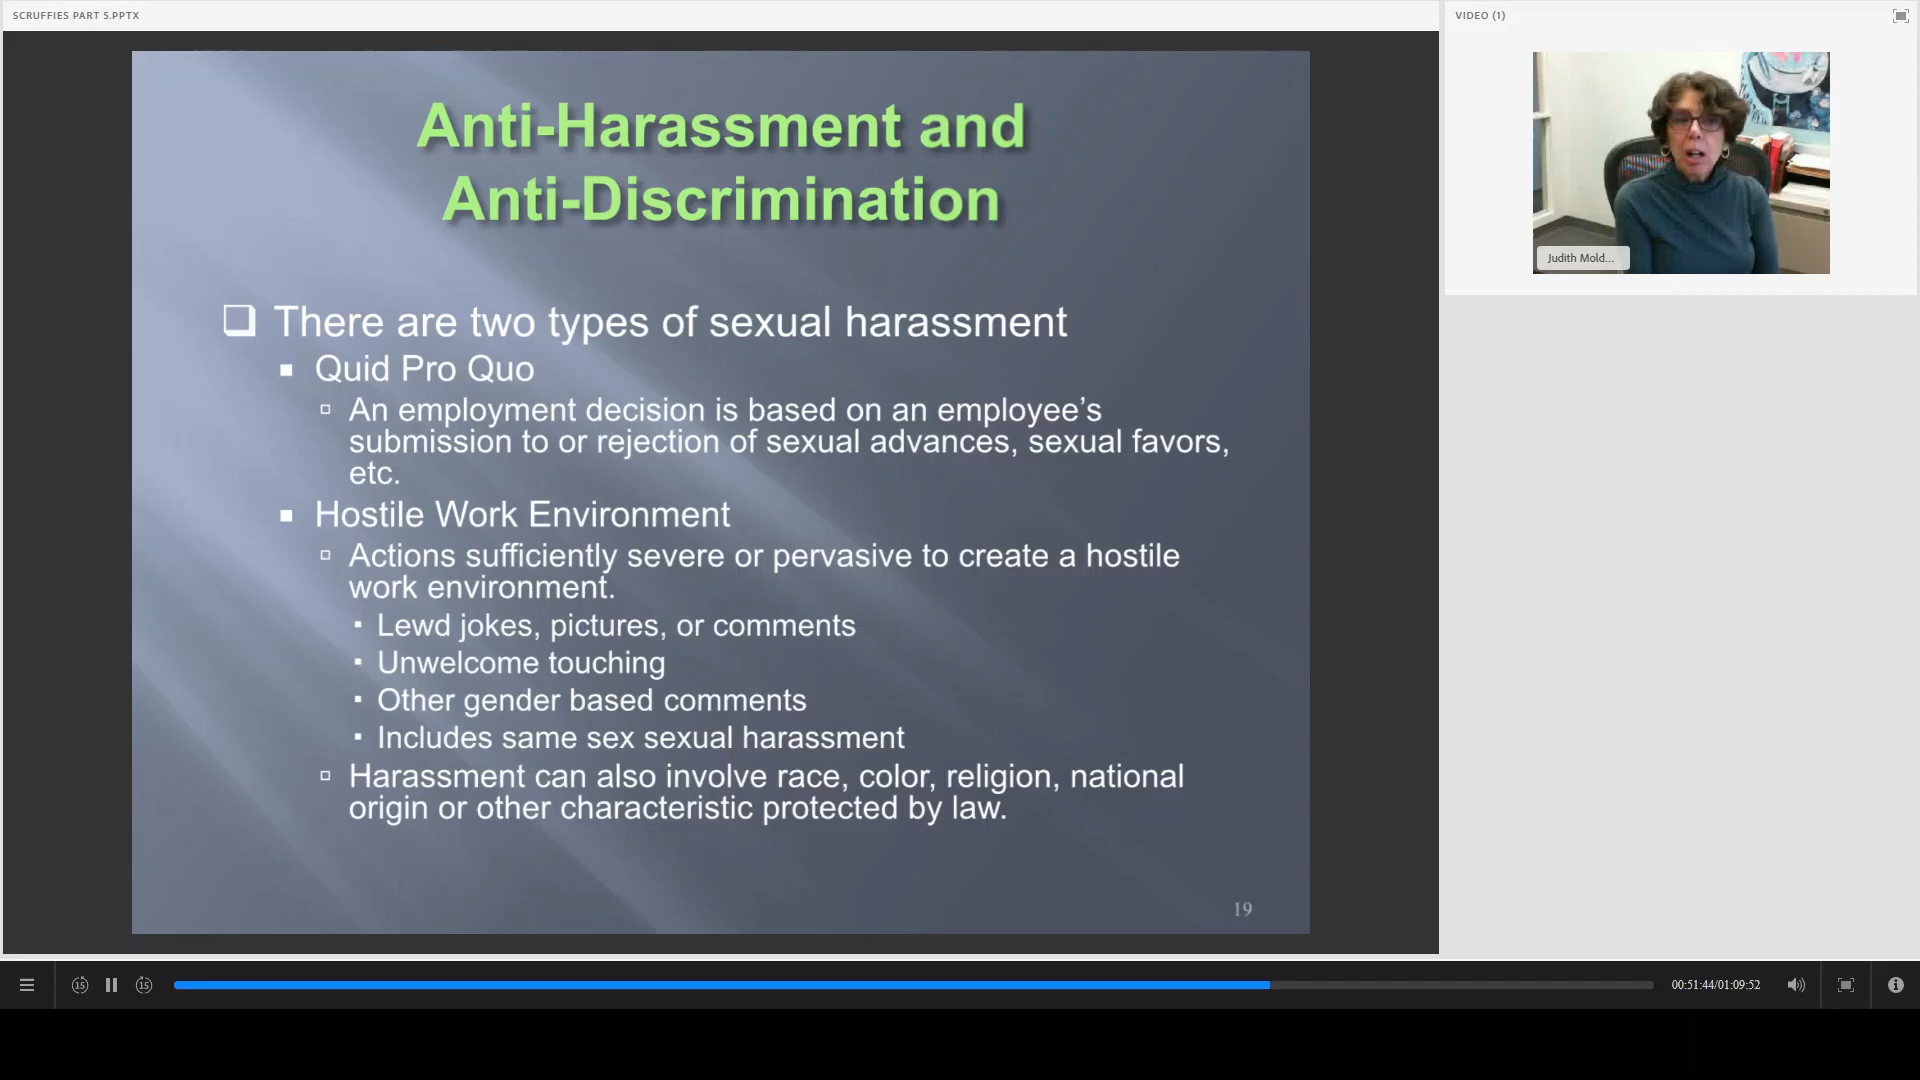 SCRUFFIES PART 5.PPTX
VIDEO (1)
Anti-Harassment and
Anti-Discrimination
There are two types of sexual harassment
Quid Pro Quo
An employment decision is based on an employee's
submission to or rejection of sexual advances, sexual favors,
etc.
Hostile Work Environment
Actions sufficiently severe or pervasive to create a hostile
work environment.
Lewd jokes, pictures, or comments
Unwelcome touching
Other gender based comments
Includes same sex sexual harassment
Harassment can also involve race, color, religion, national
origin or other characteristic protected by law.
19
Judith Mold...
15
15
00:51:44/01:09:52